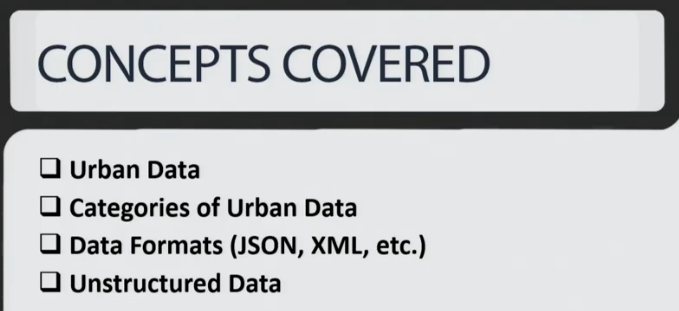 CONCEPTS COVERED
❑ Urban Data
❑ Categories of Urban Data
❑ Data Formats (JSON, XML, etc.)
❑ Unstructured Data